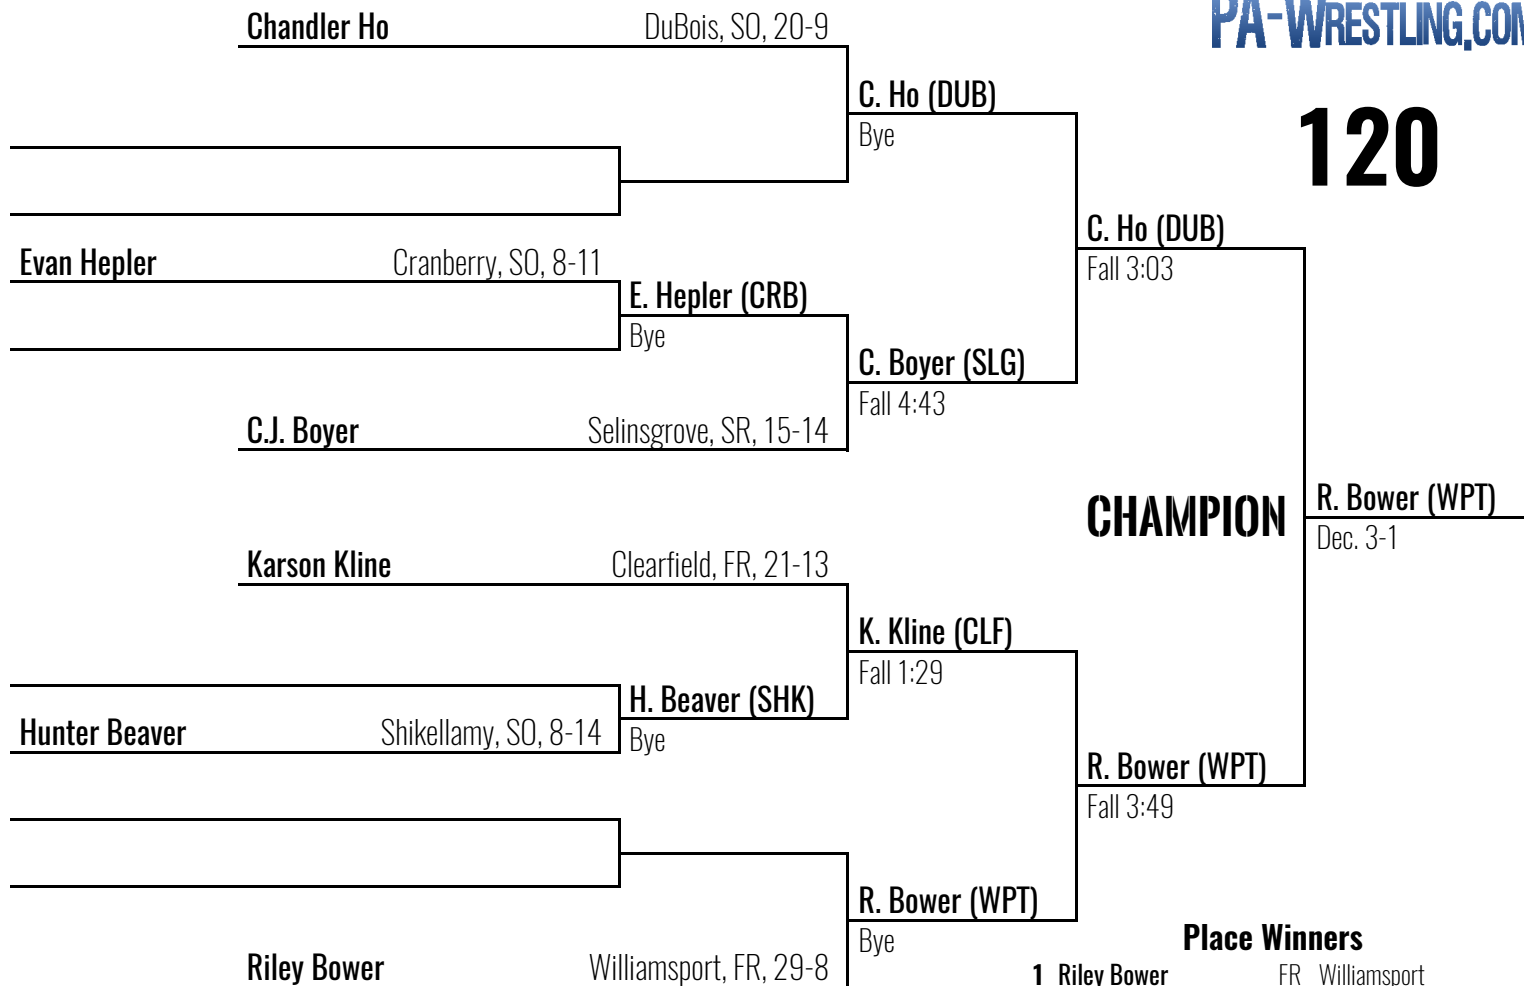 Chandler Ho DuBois, SO, 20-9
PA-WRESTLING.COM
C. Ho (DUB)
Bye
120
C. Ho (DUB)
Fall 3:03
Evan Hepler Cranberry, SO, 8-11
E. Hepler (CRB)
Bye
C. Boyer (SLG)
Fall 4:43
C.J. Boyer Selinsgrove, SR, 15-14
CHAMPION
R. Bower (WPT)
Dec. 3-1
Karson Kline Clearfield, FR, 21-13
K. Kline (CLF)
Fall 1:29
H. Beaver (SHK)
Bye
Hunter Beaver Shikellamy, SO, 8-14
R. Bower (WPT)
Fall 3:49
R. Bower (WPT)
Bye
Riley Bower Williamsport, FR, 29-8
Place Winners
1 Riley Bower FR Williamsport